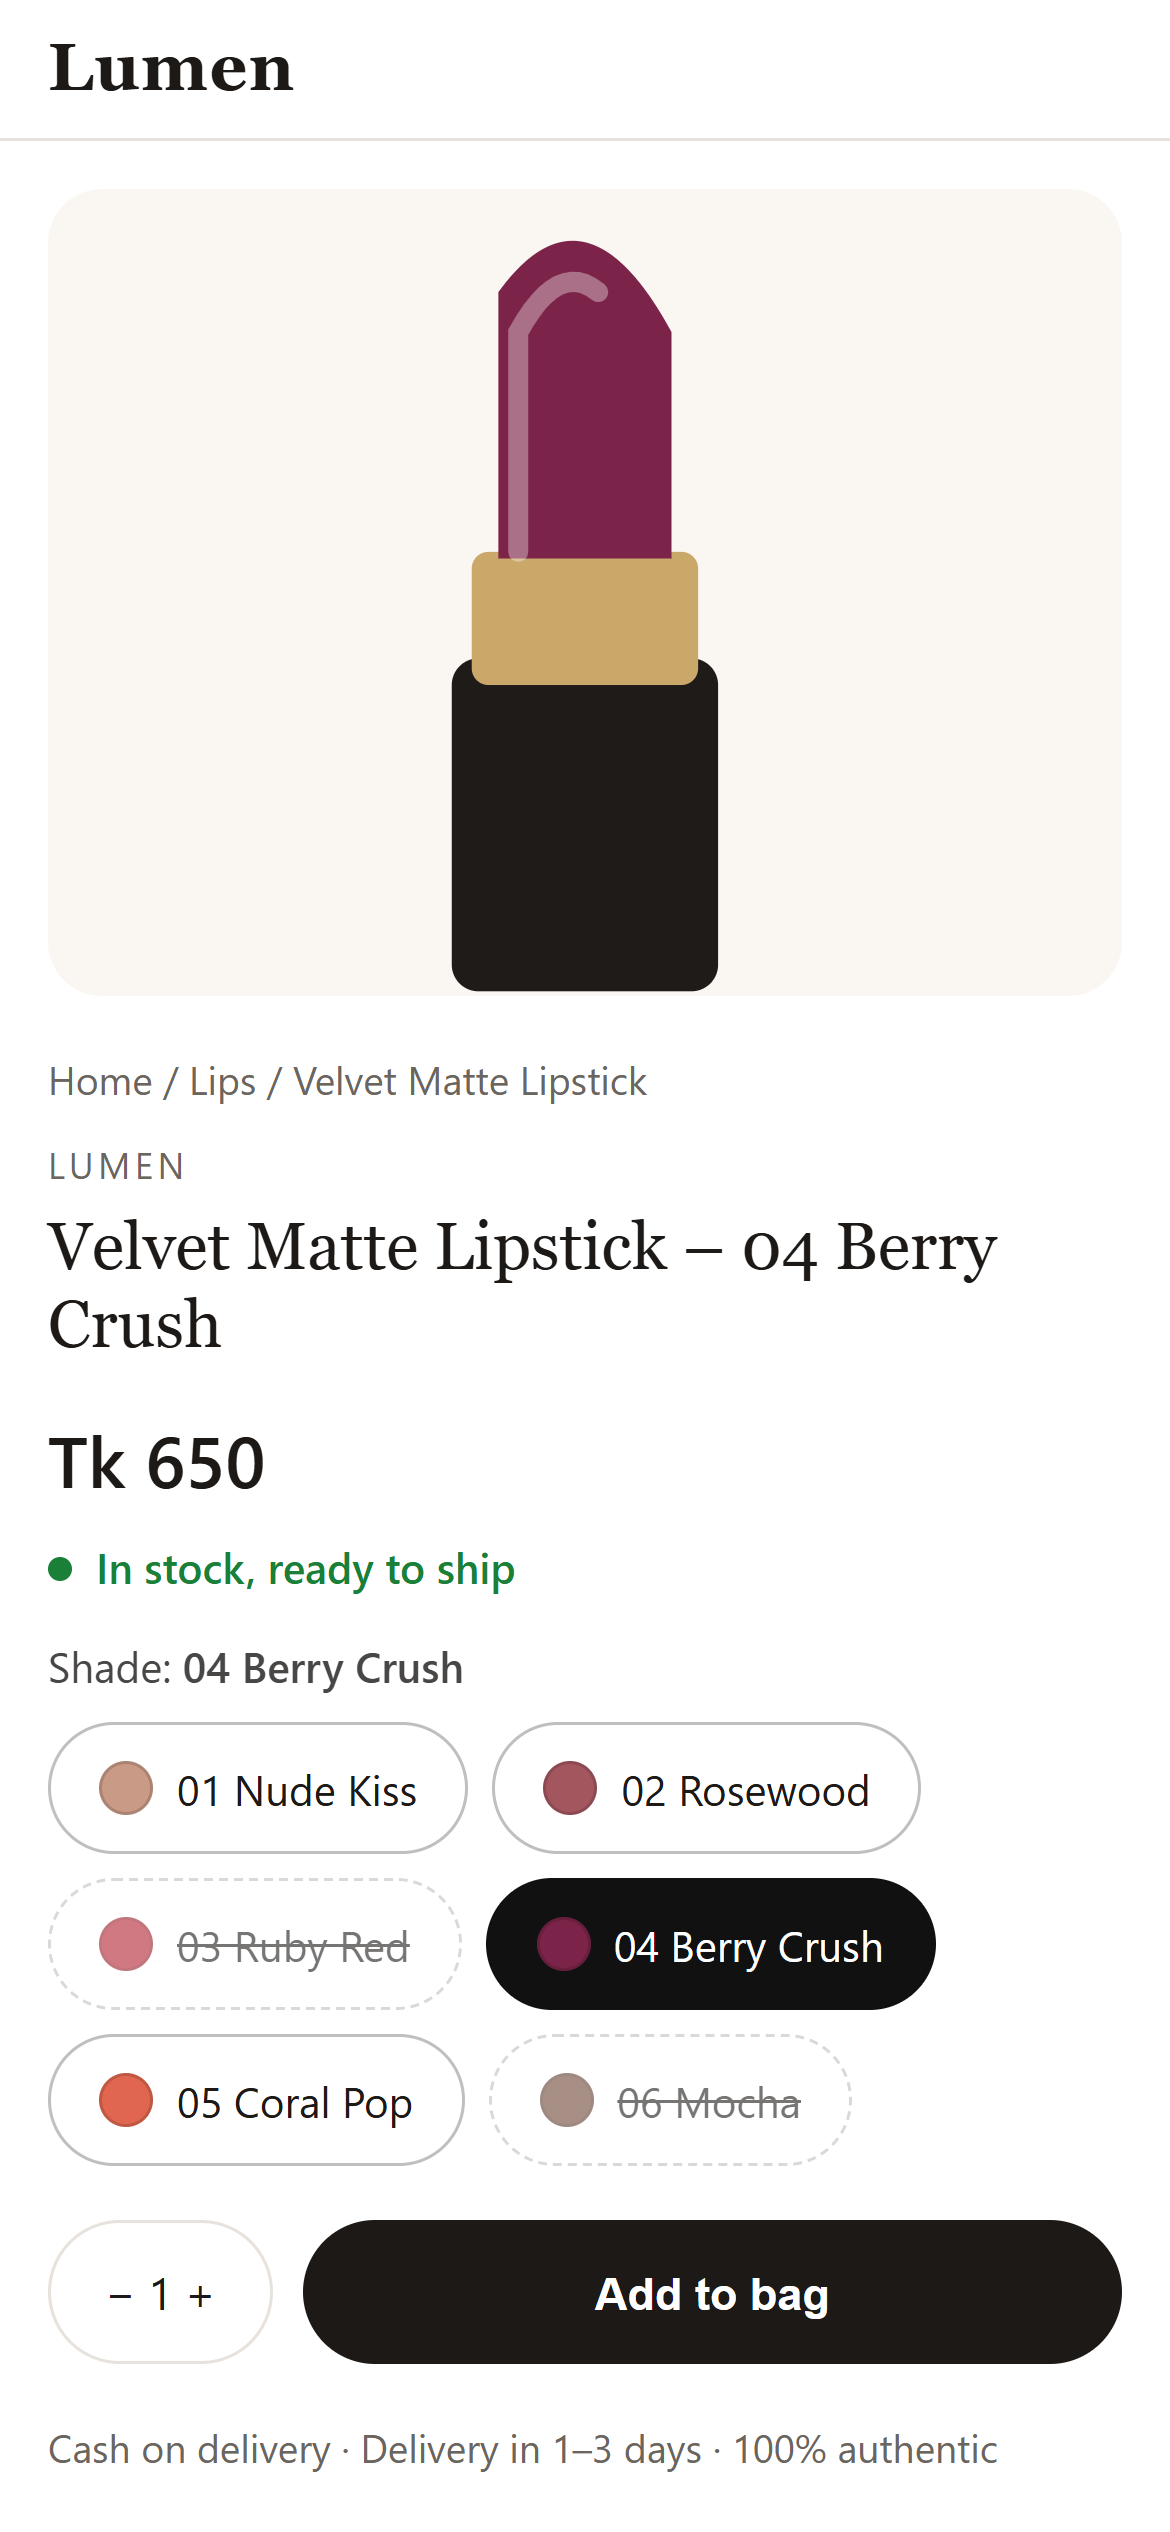 Lumen
Home / Lips / Velvet Matte Lipstick
LUMEN
Velvet Matte Lipstick – 04 Berry
Crush
Tk 650
In stock, ready to ship
Shade: 04 Berry Crush
01 Nude Kiss
02 Rosewood
03 Ruby Red
04 Berry Crush
05 Coral Pop
06 Mocha
– 1 +
Add to bag
Cash on delivery · Delivery in 1–3 days · 100% authentic